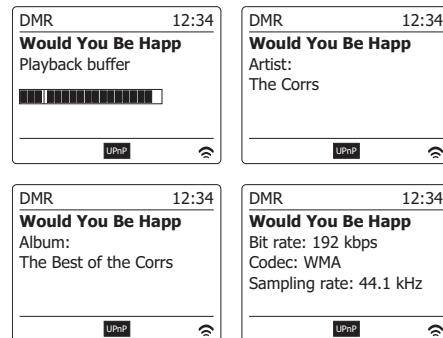 DMR 12:34
Would You Be Happ
Playback buffer
UPnP
DMR 12:34
Would You Be Happ
Artist:
The Corrs
UPnP
DMR 12:34
Would You Be Happ
Album:
The Best of the Corrs
UPnP
DMR 12:34
Would You Be Happ
Bit rate: 192 kbps
Codec: WMA
Sampling rate: 44.1 kHz
UPnP